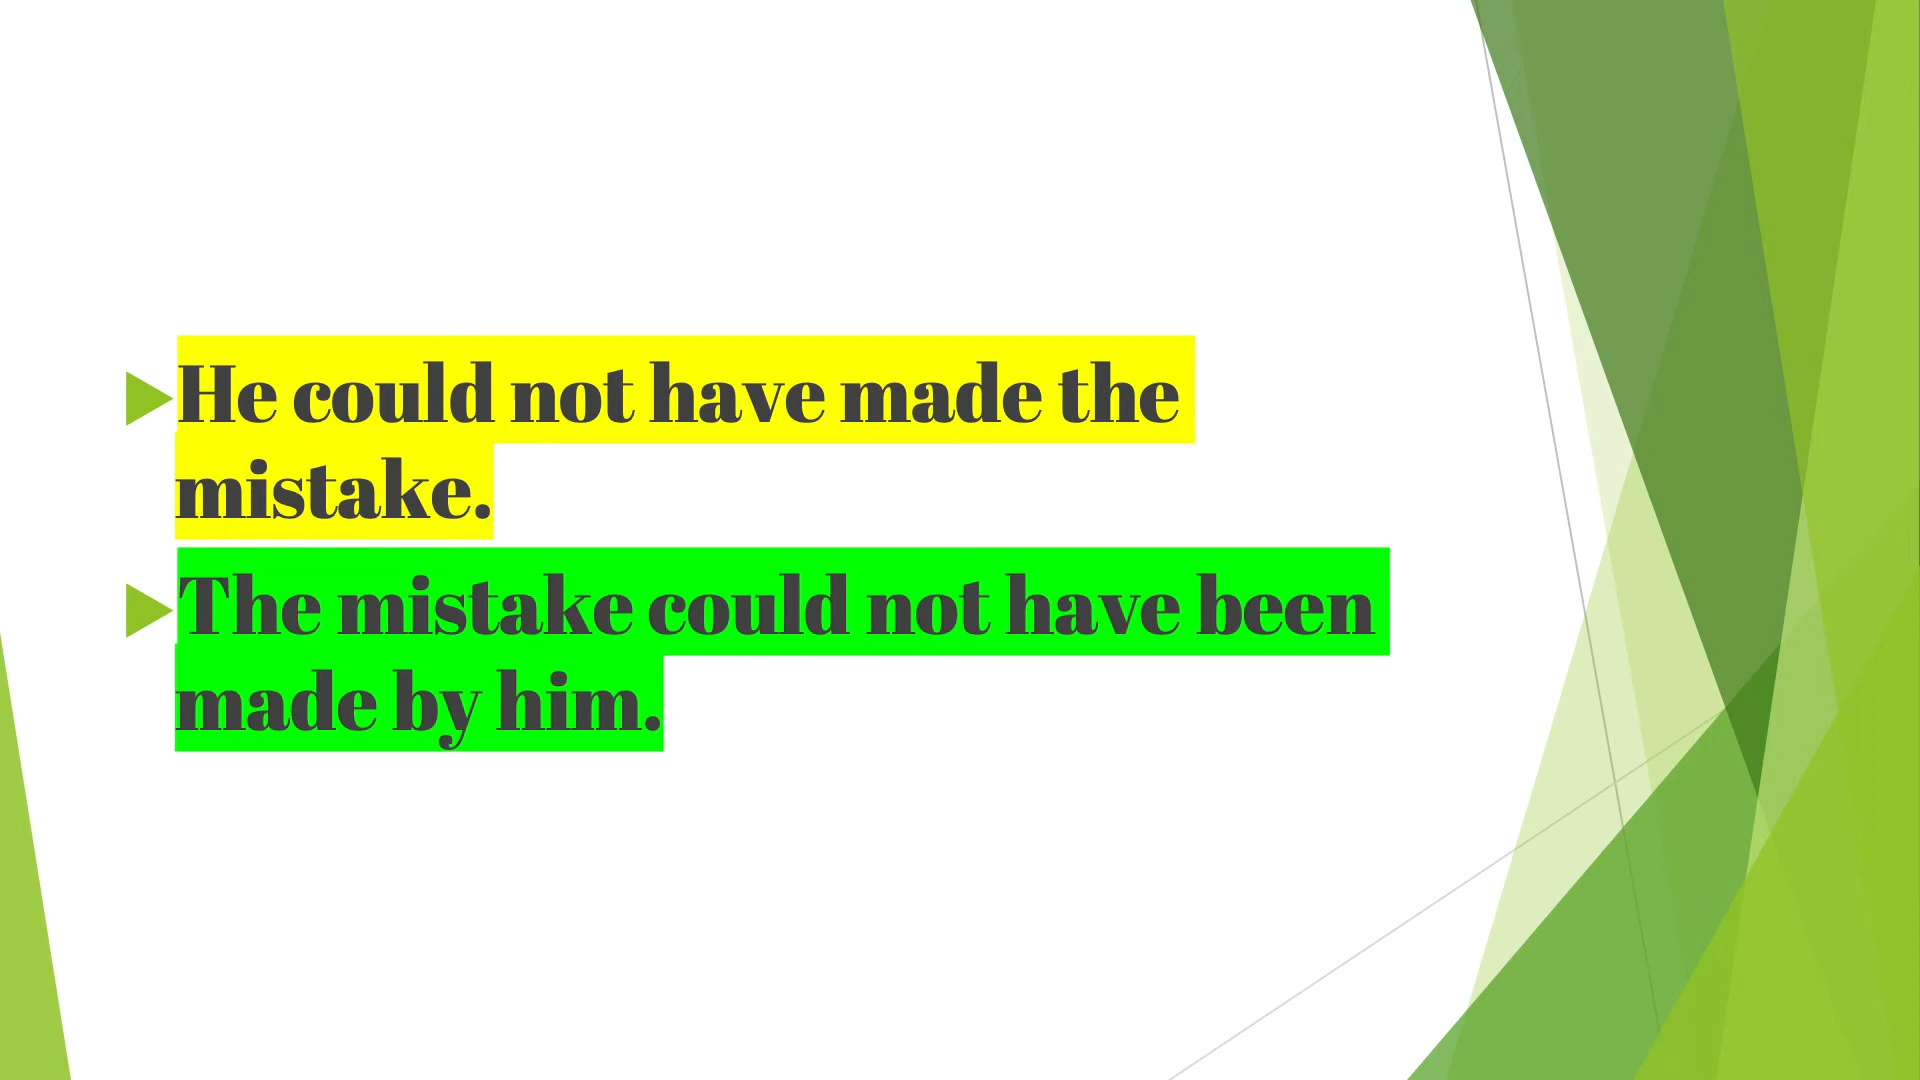 He could not have made the
mistake.
The mistake could not have been
made by him.